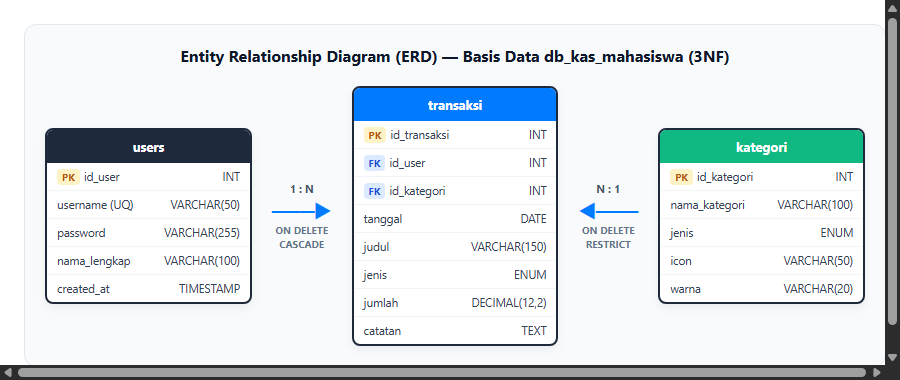 Entity Relationship Diagram (ERD) — Basis Data db_kas_mahasiswa (3NF)
users
PK id_user INT
username (UQ) VARCHAR(50)
password VARCHAR(255)
nama_lengkap VARCHAR(100)
created_at TIMESTAMP
1 : N
ON DELETE
CASCADE
transaksi
PK id_transaksi INT
FK id_user INT
FK id_kategori INT
tanggal DATE
judul VARCHAR(150)
jenis ENUM
jumlah DECIMAL(12,2)
catatan TEXT
N : 1
ON DELETE
RESTRICT
kategori
PK id_kategori INT
nama_kategori VARCHAR(100)
jenis ENUM
icon VARCHAR(50)
warna VARCHAR(20)